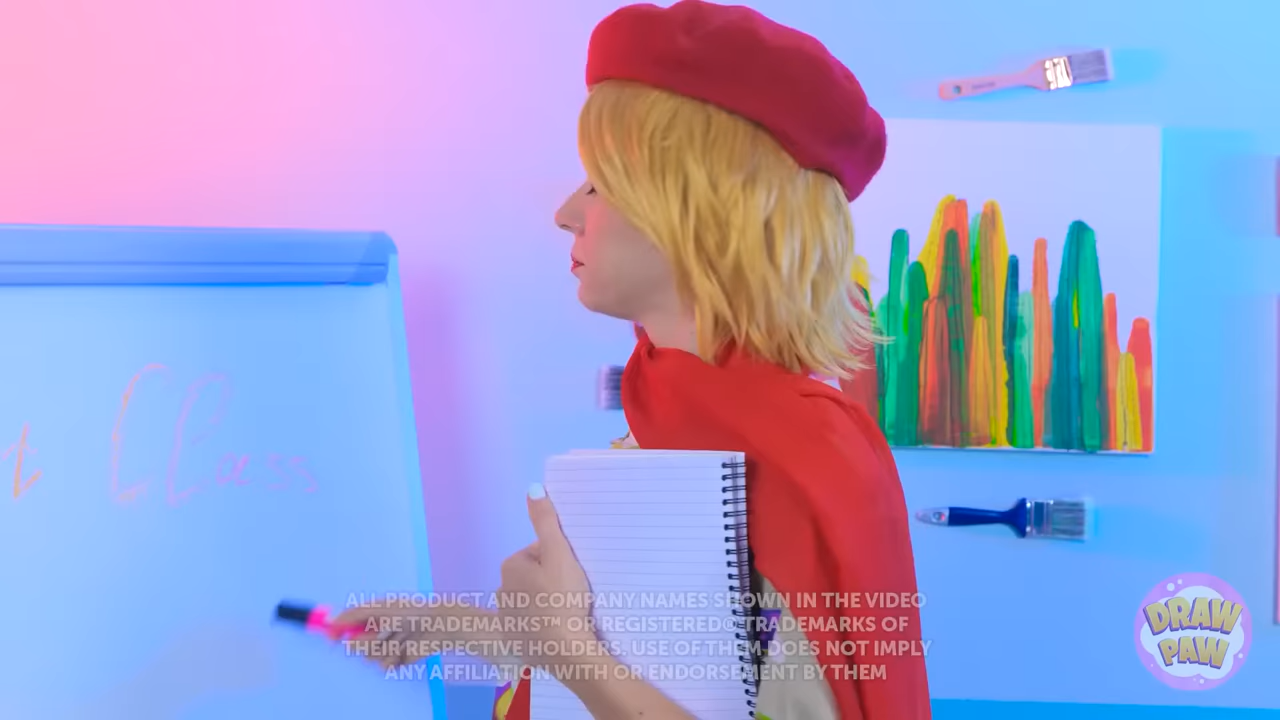 t Class
ALL PRODUCT AND COMPANY NAMES SHOWN IN THE VIDEO
ARE TRADEMARKS™ OR REGISTERED® TRADEMARKS OF
THEIR RESPECTIVE HOLDERS. USE OF THEM DOES NOT IMPLY
ANY AFFILIATION WITH OR ENDORSEMENT BY THEM
DRAW
PAW